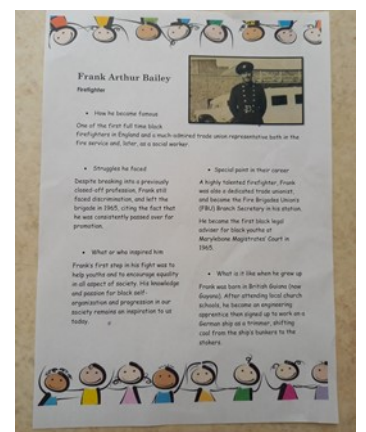 Frank Arthur Bailey
Firefighter
• How he became famous
One of the first full time black
firefighters in England and a much-admired trade union representative both in the
fire service and, later, as a social worker.
• Struggles he faced
Despite breaking into a previously
closed-off profession, Frank still
faced discrimination, and left the
brigade in 1965, citing the fact that
he was consistently passed over for
promotion.
• What or who inspired him
Frank's first step in his fight was to
help youths and to encourage equality
in all aspect of society. His knowledge
and passion for black self-
organisation and progression in our
society remains an inspiration to us
today.
• Special point in their career
A highly talented firefighter, Frank
was also a dedicated trade unionist,
and became the Fire Brigades Union's
(FBU) Branch Secretary in his station.
He became the first black legal
adviser for black youths at
Marylebone Magistrates' Court in
1965.
• What is it like when he grew up
Frank was born in British Guiana (now
Guyana). After attending local church
schools, he became an engineering
apprentice then signed up to work on a
German ship as a trimmer, shifting
coal from the ship's bunkers to the
stokers.